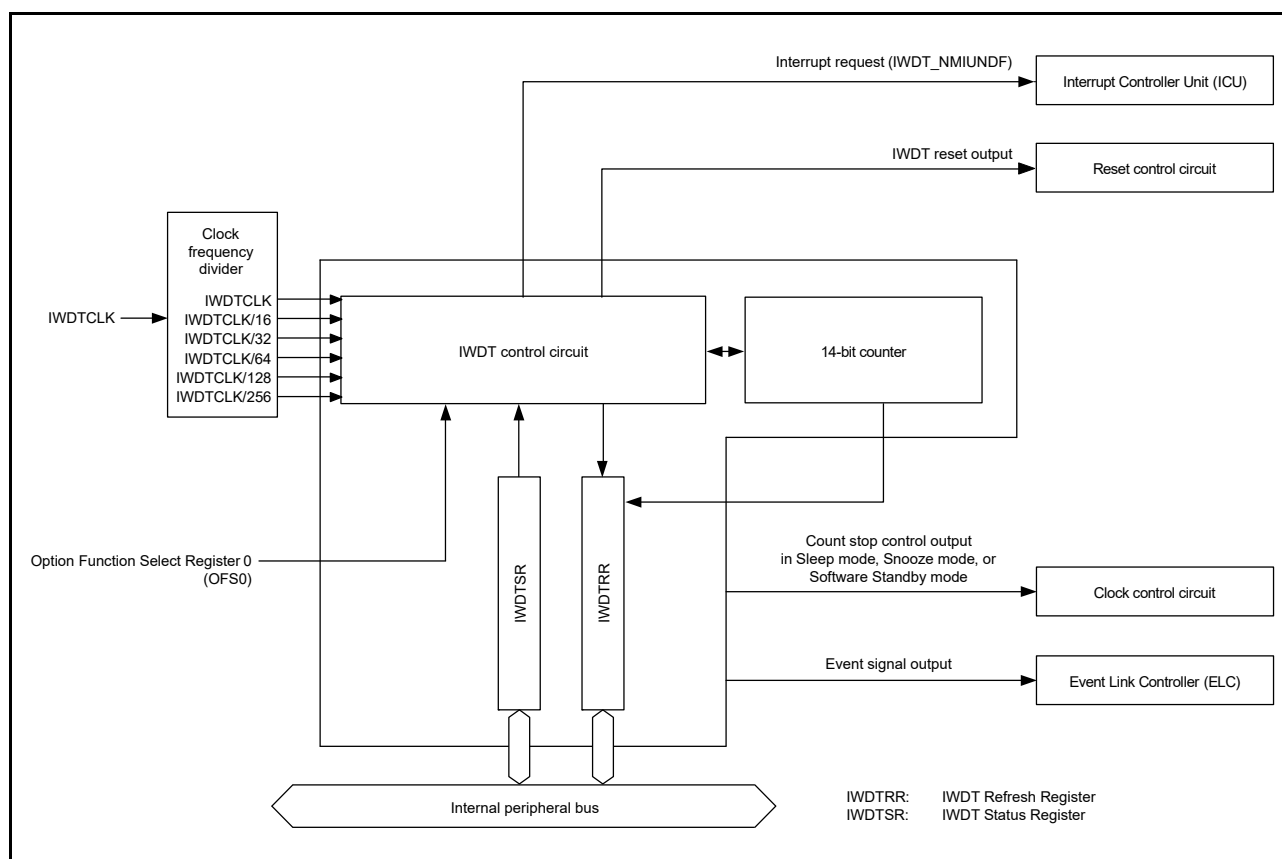 Interrupt request (IWDT_NMIUNDF)
Interrupt Controller Unit (ICU)
IWDT reset output
Reset control circuit
Clock
frequency
divider
IWDTCLK
IWDTCLK
IWDTCLK/16
IWDTCLK/32
IWDTCLK/64
IWDTCLK/128
IWDTCLK/256
IWDT control circuit
14-bit counter
Option Function Select Register 0
(OFS0)
IWDTSR
IWDTRR
Count stop control output
in Sleep mode, Snooze mode, or
Software Standby mode
Clock control circuit
Event signal output
Event Link Controller (ELC)
Internal peripheral bus
IWDTRR: IWDT Refresh Register
IWDTSR: IWDT Status Register